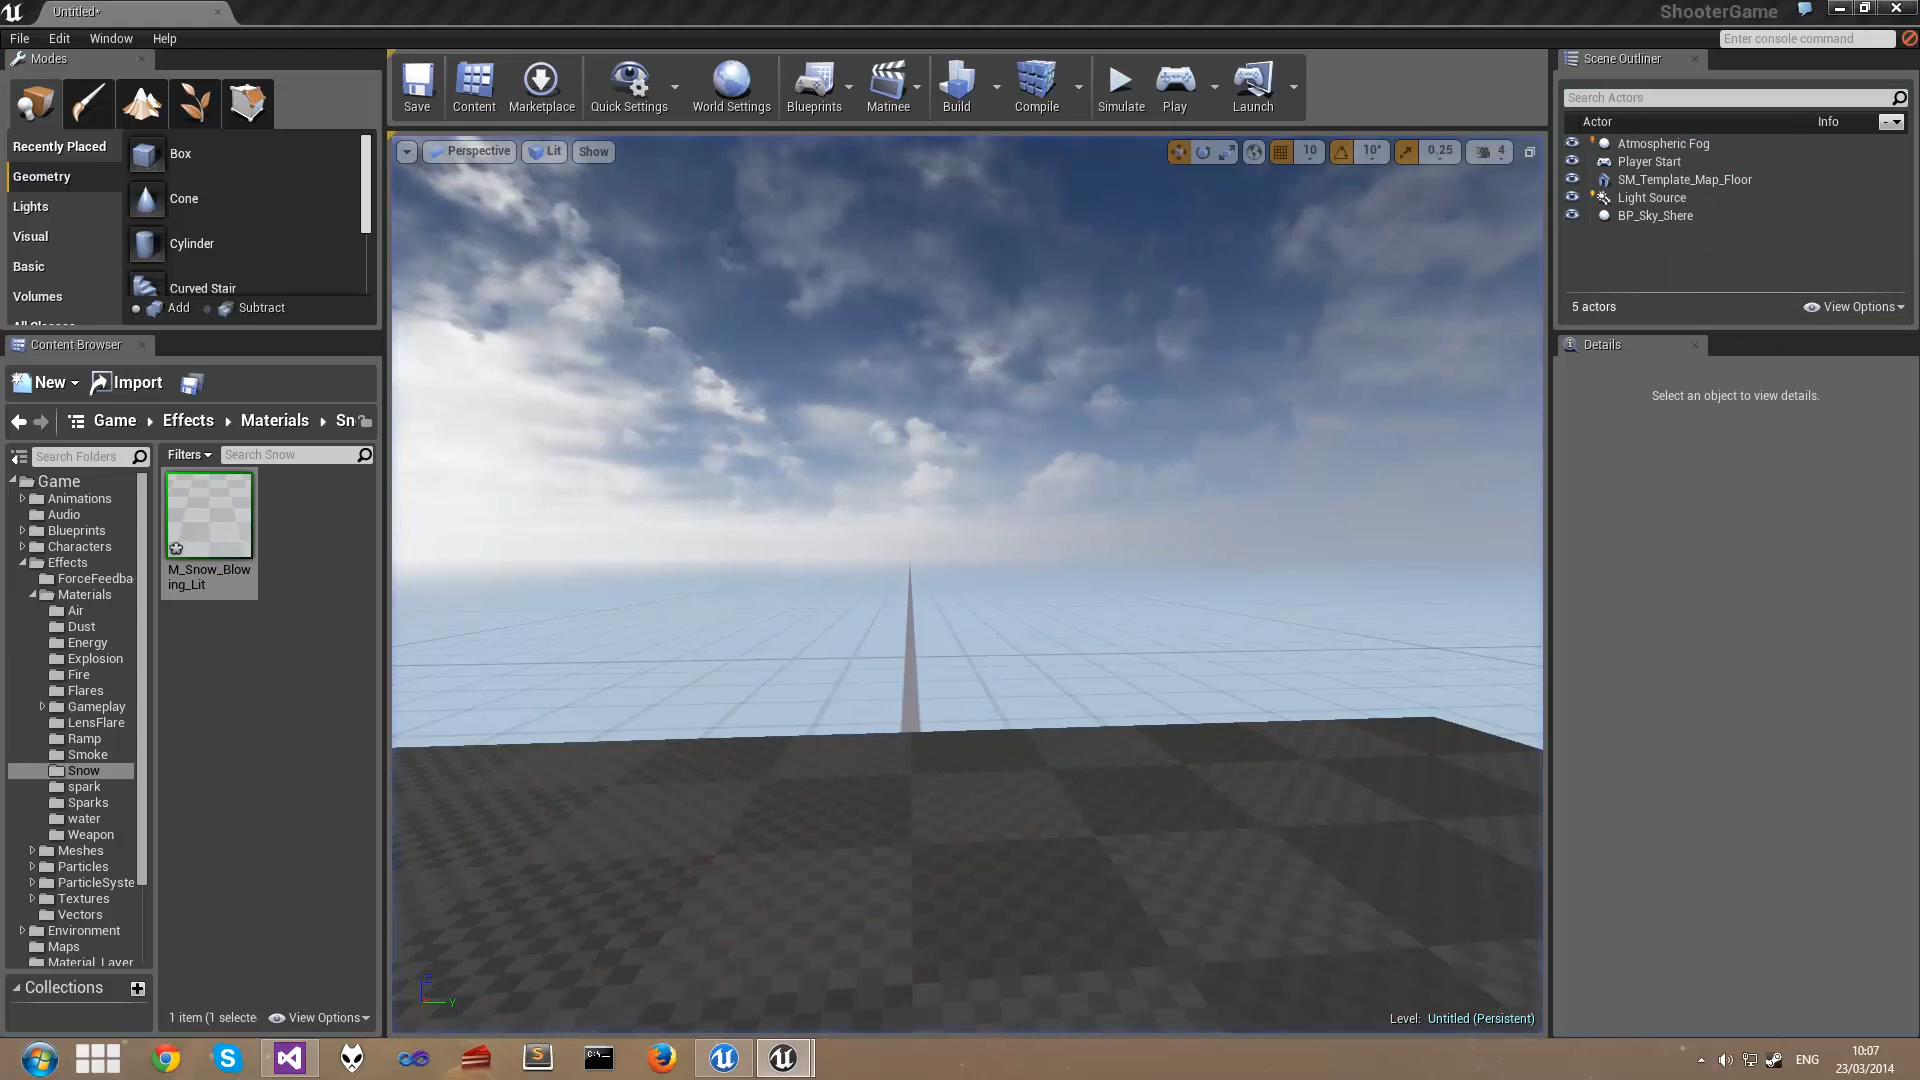 Untitled*
ShooterGame
File Edit Window Help
Enter console command
Modes
Recently Placed
Geometry
Lights
Visual
Basic
Volumes
Box
Cone
Cylinder
Curved Stair
Add Subtract
Save Content Marketplace Quick Settings World Settings Blueprints Matinee Build Compile Simulate Play Launch
Perspective Lit Show
10 10° 0.25 4
Scene Outliner
Search Actors
Actor Info
Atmospheric Fog
Player Start
SM_Template_Map_Floor
Light Source
BP_Sky_Shere
5 actors View Options
Details
Select an object to view details.
Content Browser
New Import
Game Effects Materials Sn
Search Folders
Filters Search Snow
Game
Animations
Audio
Blueprints
Characters
Effects
ForceFeedba
Materials
Air
Dust
Energy
Explosion
Fire
Flares
Gameplay
LensFlare
Ramp
Smoke
Snow
spark
Sparks
water
Weapon
Meshes
Particles
ParticleSyste
Textures
Vectors
Environment
Maps
Material_Layer
M_Snow_Blow
ing_Lit
Collections
1 item (1 selecte View Options
Z
Y
Level: Untitled (Persistent)
ENG
10:07
23/03/2014